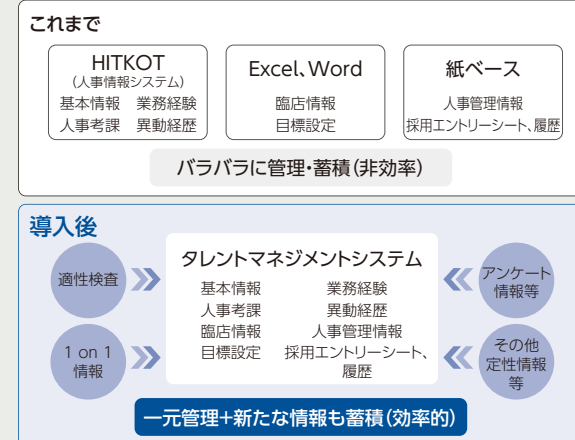 これまで
HITKOT
(人事情報システム)
基本情報 業務経験
人事考課 異動経歴
Excel、Word
臨店情報
目標設定
紙ベース
人事管理情報
採用エントリーシート、履歴
バラバラに管理・蓄積(非効率)
導入後
適性検査
1 on 1
情報
タレントマネジメントシステム
基本情報 業務経験
人事考課 異動経歴
臨店情報 人事管理情報
目標設定 採用エントリーシート、
履歴
アンケート
情報等
その他
定性情報
等
一元管理+新たな情報も蓄積(効率的)